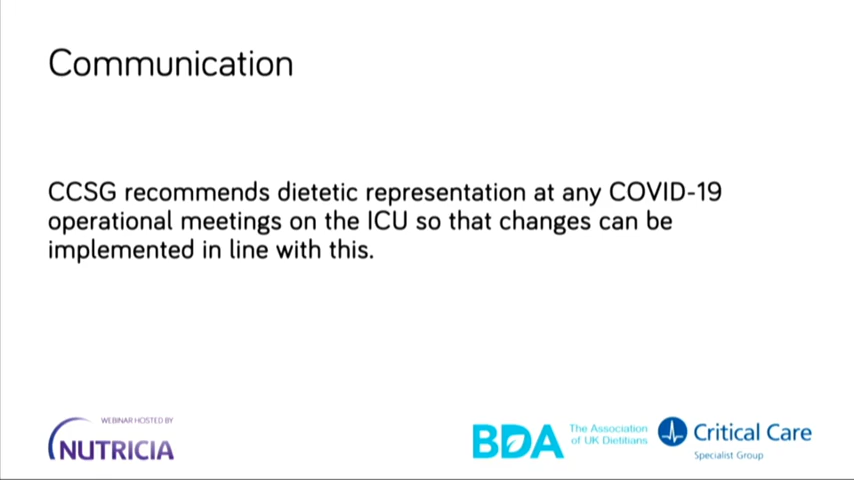 Communication
CCSG recommends dietetic representation at any COVID-19
operational meetings on the ICU so that changes can be
implemented in line with this.
WEBINAR HOSTED BY
NUTRICIA
BDA
The Association
of UK Dietitians
Critical Care
Specialist Group